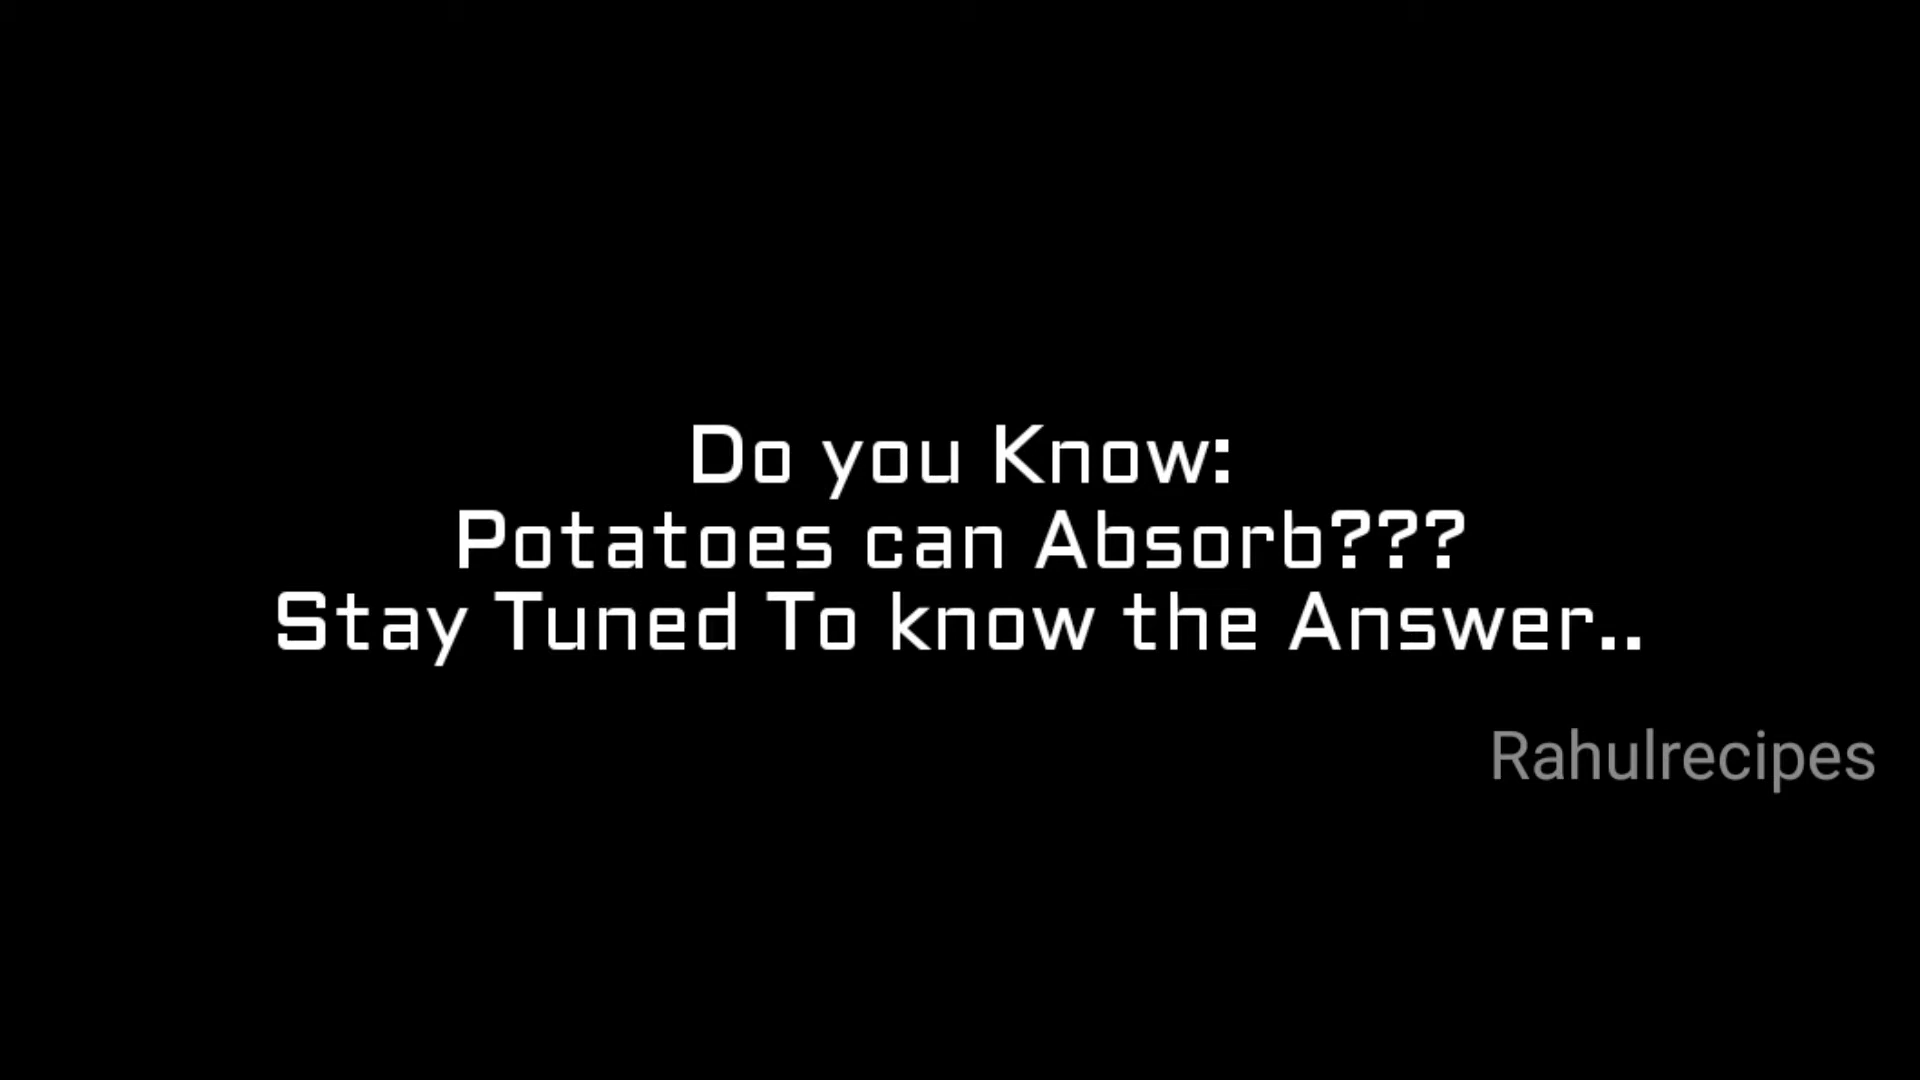 Do you Know:
Potatoes can Absorb???
Stay Tuned To know the Answer..
Rahulrecipes